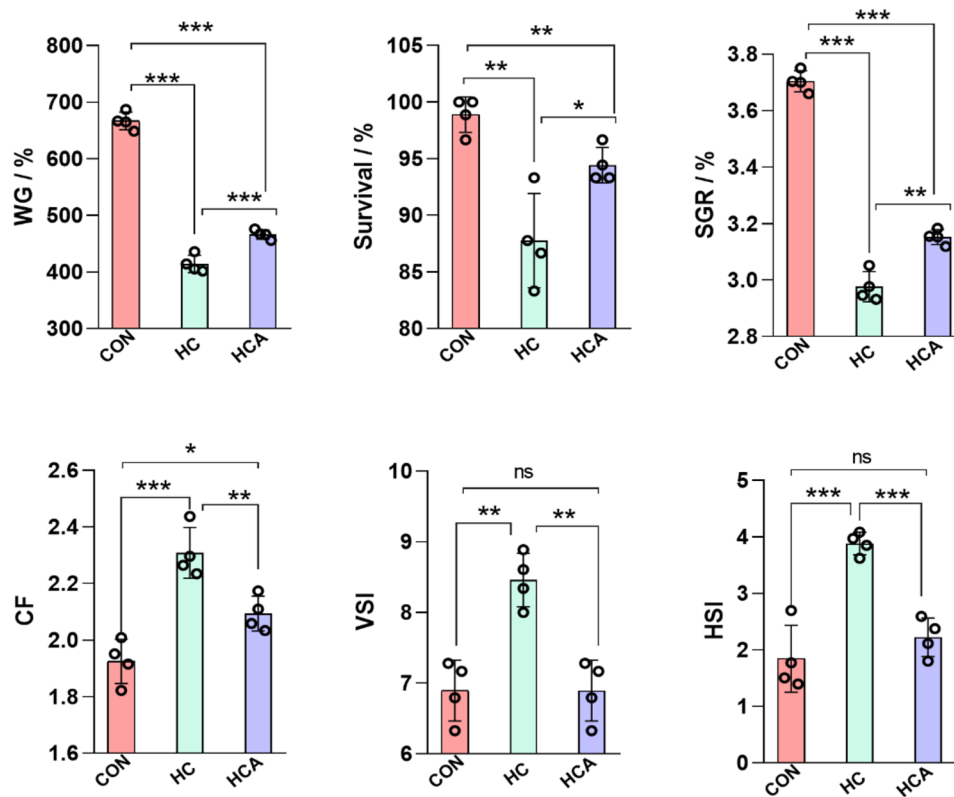 WG / %
800
700
600
500
400
300
***
***
***
CON
HC
HCA
Survival / %
105
100
95
90
85
80
**
**
*
CON
HC
HCA
SGR / %
3.8
3.6
3.4
3.2
3.0
2.8
***
***
**
CON
HC
HCA
CF
2.6
2.4
2.2
2.0
1.8
1.6
*
***
**
CON
HC
HCA
VSI
10
9
8
7
6
ns
**
**
CON
HC
HCA
HSI
5
4
3
2
1
0
ns
***
***
CON
HC
HCA